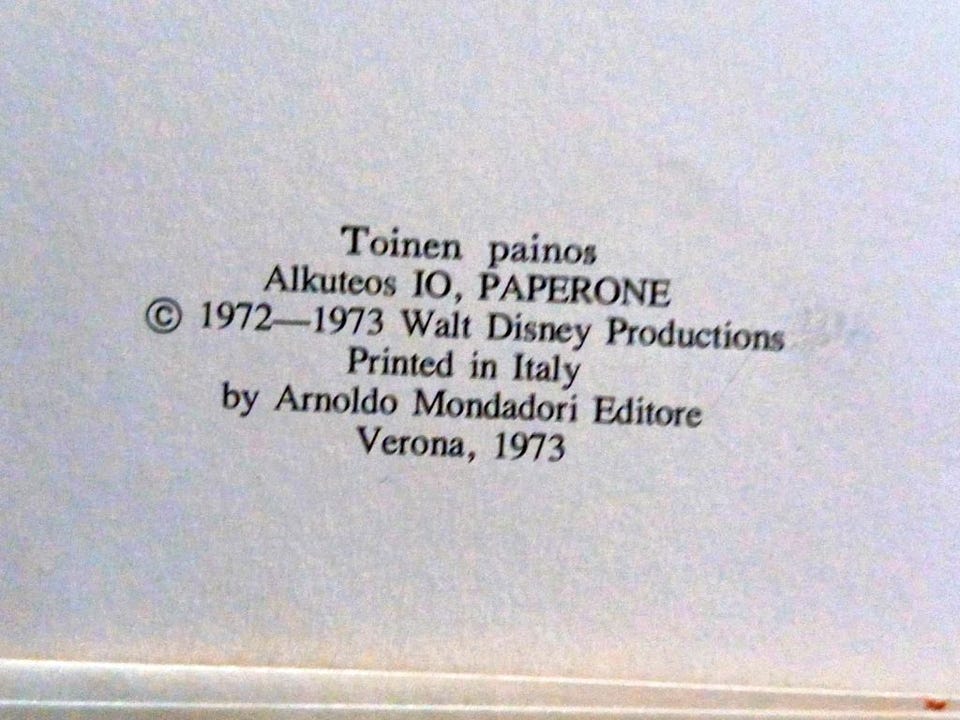 Toinen painos
Alkuteos IO, PAPERONE
© 1972—1973 Walt Disney Productions
Printed in Italy
by Arnoldo Mondadori Editore
Verona, 1973